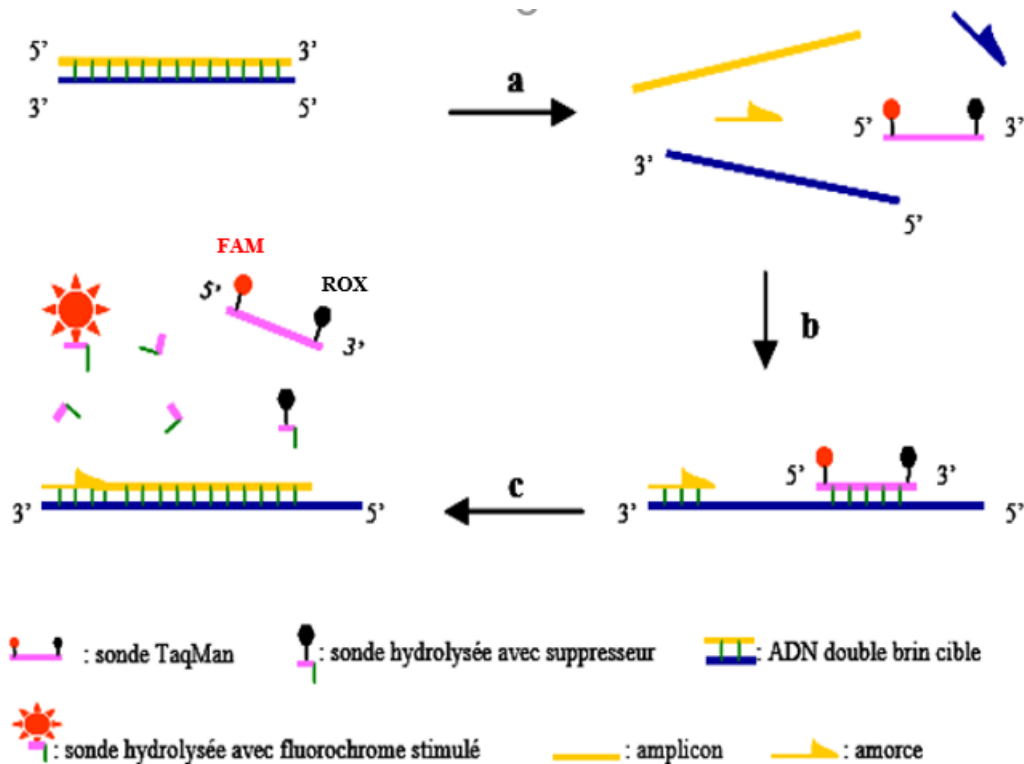 5’ 3’
3’ 5’
a
5’ 3’
3’
5’
FAM
ROX
5’
3’
b
5’ 3’
3’ 5’
c
3’ 5’
: sonde TaqMan
: sonde hydrolysée avec suppresseur
: ADN double brin cible
: sonde hydrolysée avec fluorochrome stimulé
: amplicon
: amorce